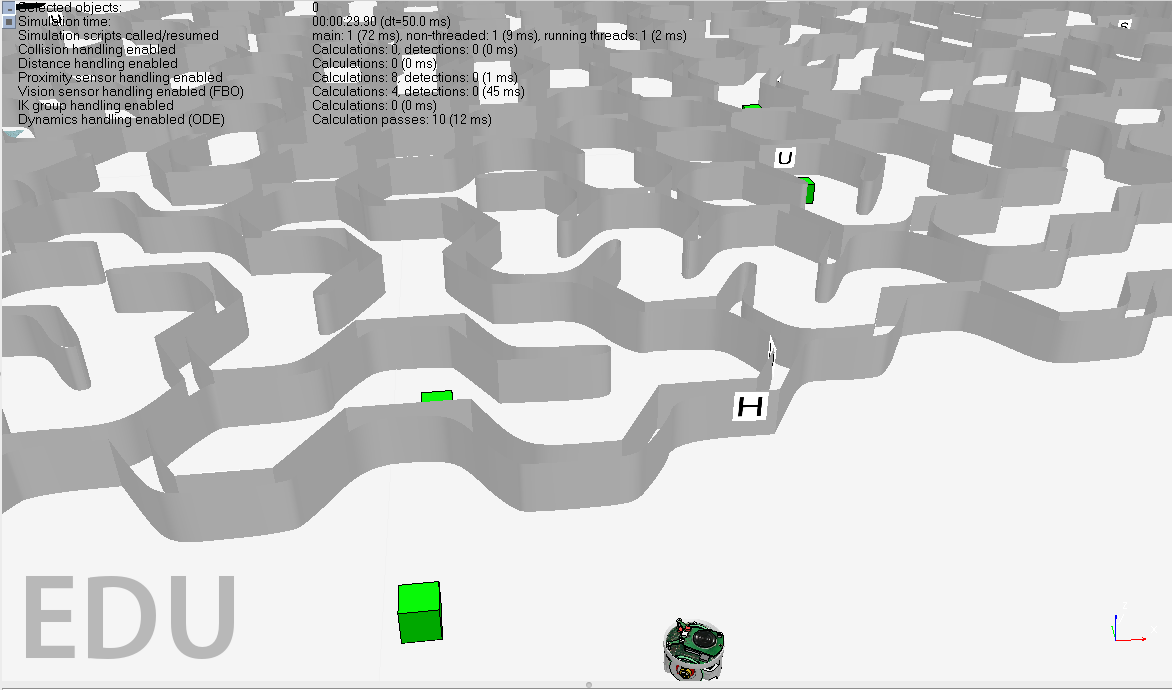 Selected objects: 0
Simulation time: 00:00:29.90 (dt=50.0 ms)
Simulation scripts called/resumed main: 1 (72 ms), non-threaded: 1 (9 ms), running threads: 1 (2 ms)
Collision handling enabled Calculations: 0, detections: 0 (0 ms)
Distance handling enabled Calculations: 0 (0 ms)
Proximity sensor handling enabled Calculations: 8, detections: 0 (1 ms)
Vision sensor handling enabled (FBO) Calculations: 4, detections: 0 (45 ms)
IK group handling enabled Calculations: 0 (0 ms)
Dynamics handling enabled (ODE) Calculation passes: 10 (12 ms)
S
U
H
EDU